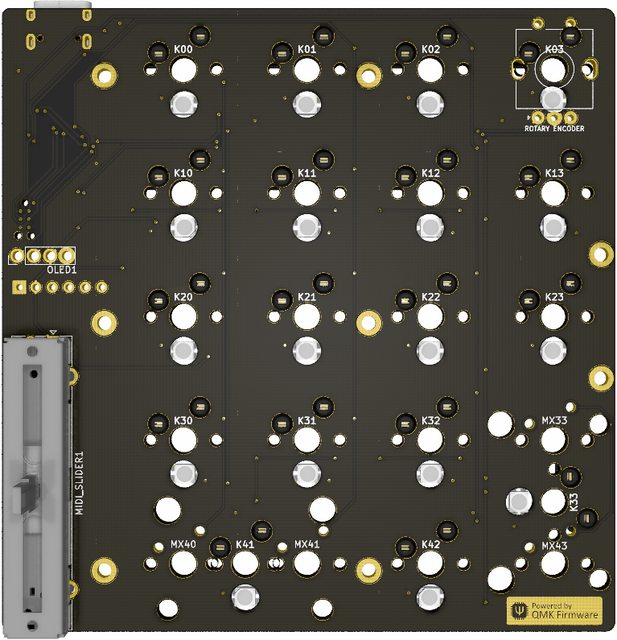 K00 K01 K02 K03
ROTARY ENCODER
K10 K11 K12 K13
OLED1
K20 K21 K22 K23
K30 K31 K32 MX33
MIDI_SLIDER1
K33
MX40 K41 MX41 K42 MX43
Powered by
QMK Firmware